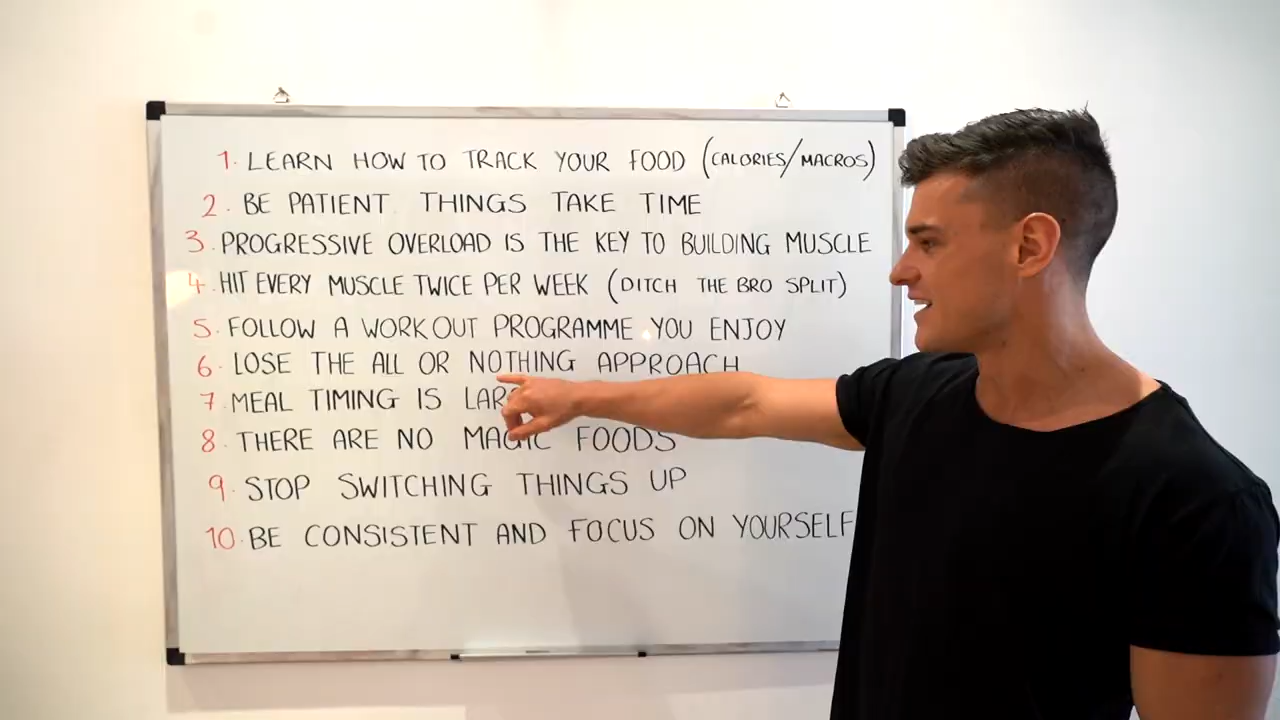 1. LEARN HOW TO TRACK YOUR FOOD (CALORIES/MACROS)
2. BE PATIENT. THINGS TAKE TIME
3. PROGRESSIVE OVERLOAD IS THE KEY TO BUILDING MUSCLE
4. HIT EVERY MUSCLE TWICE PER WEEK (DITCH THE BRO SPLIT)
5. FOLLOW A WORKOUT PROGRAMME YOU ENJOY
6. LOSE THE ALL OR NOTHING APPROACH
7. MEAL TIMING IS
8. THERE ARE NO MAGIC FOODS
9. STOP SWITCHING THINGS UP
10. BE CONSISTENT AND FOCUS ON YOURSELF